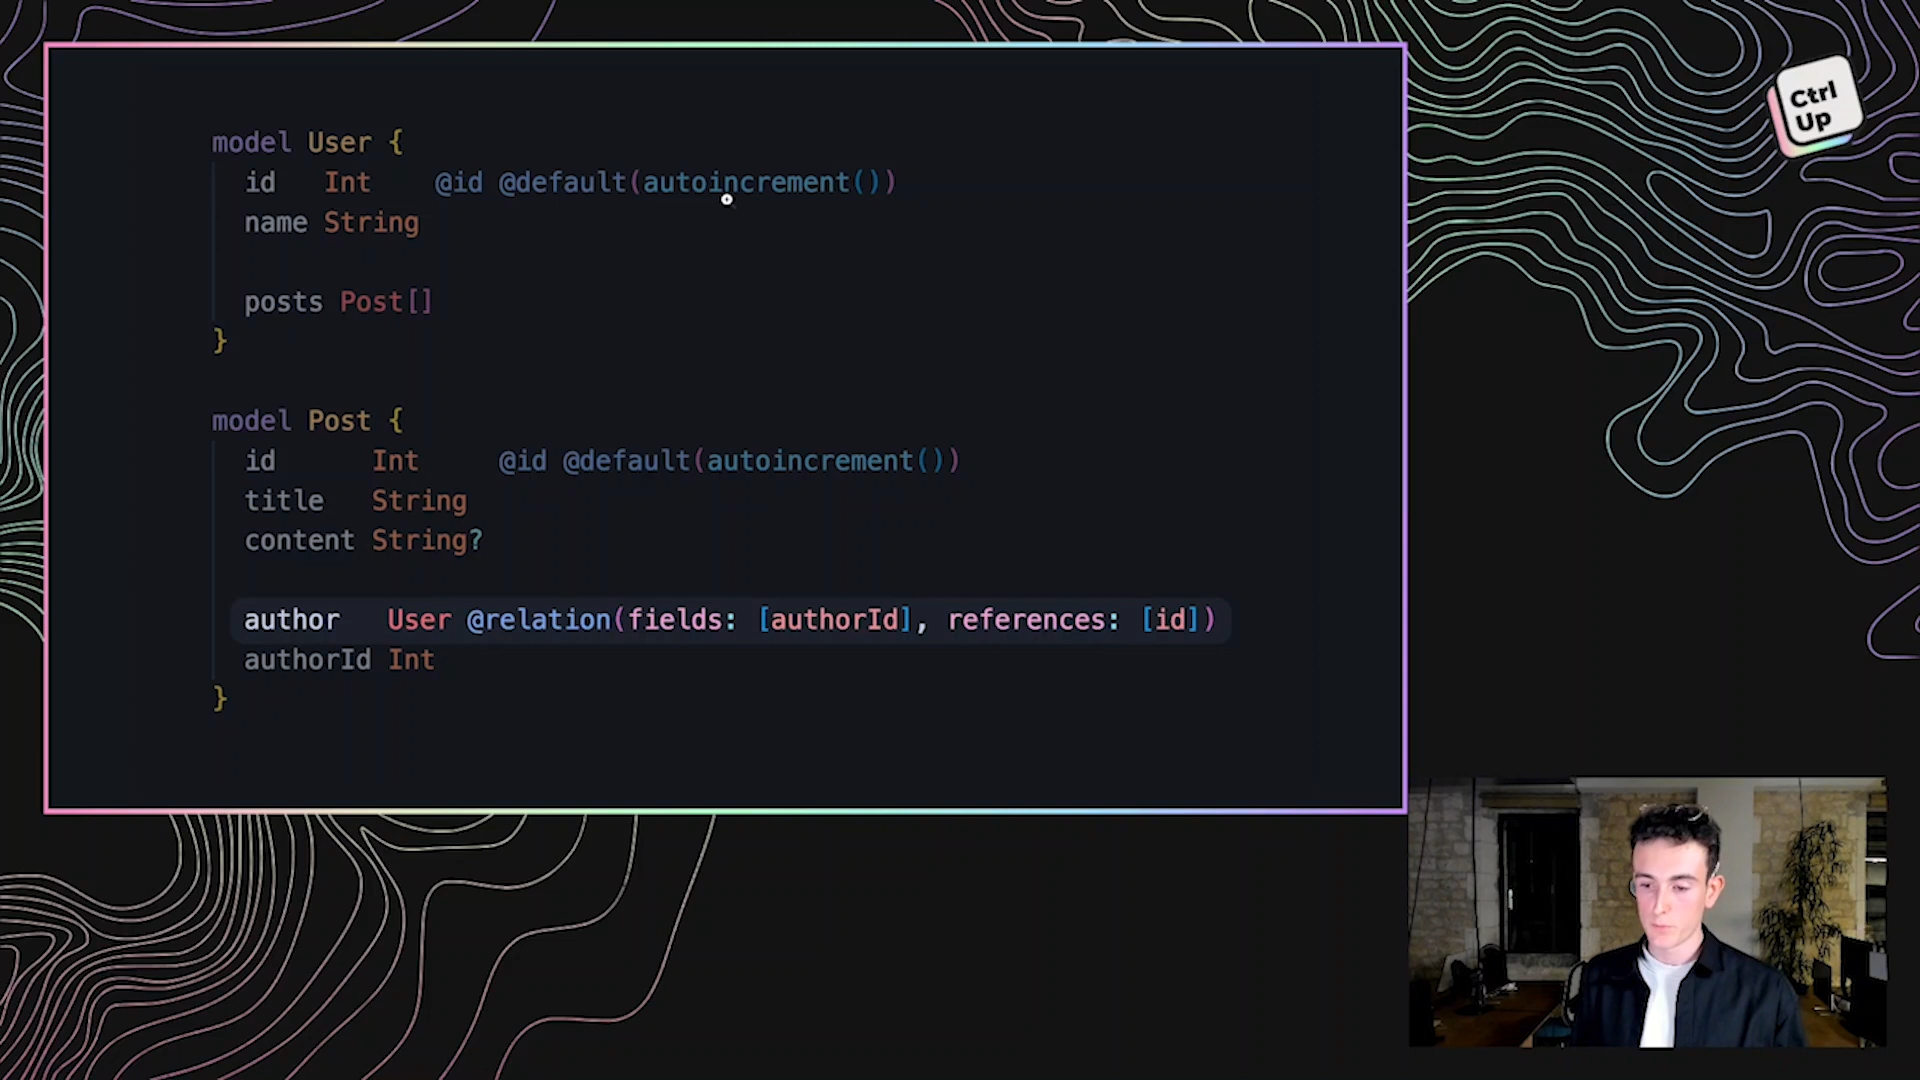 model User {
id Int @id @default(autoincrement())
name String
posts Post[]
}
model Post {
id Int @id @default(autoincrement())
title String
content String?
author User @relation(fields: [authorId], references: [id])
authorId Int
}
Ctrl
Up